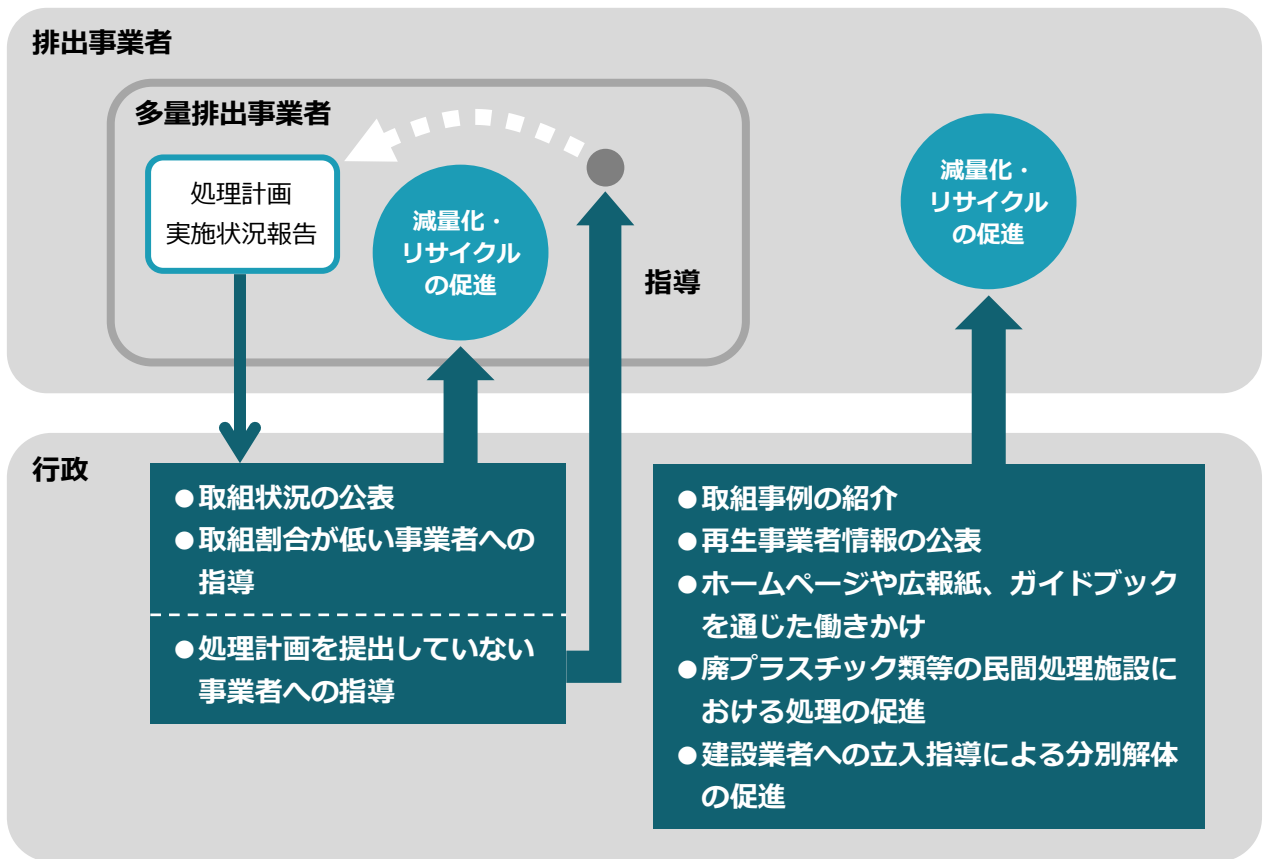 排出事業者
多量排出事業者
処理計画
実施状況報告
減量化・
リサイクル
の促進
指導
減量化・
リサイクル
の促進
行政
●取組状況の公表
●取組割合が低い事業者への
指導
●処理計画を提出していない
事業者への指導
●取組事例の紹介
●再生事業者情報の公表
●ホームページや広報紙、ガイドブック
を通じた働きかけ
●廃プラスチック類等の民間処理施設に
おける処理の促進
●建設業者への立入指導による分別解体
の促進